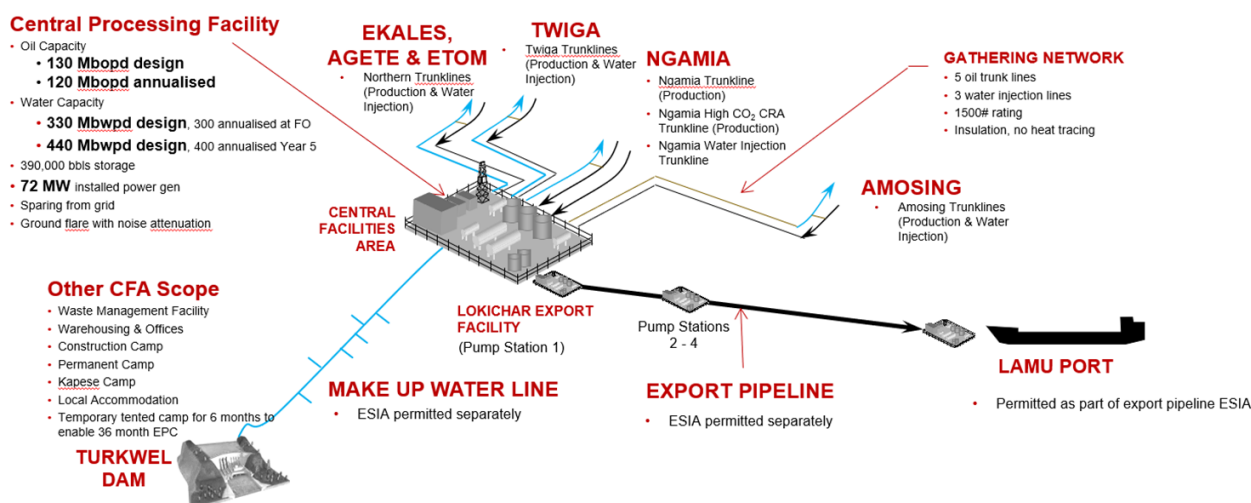 Central Processing Facility
• Oil Capacity
• 130 Mbopd design
• 120 Mbopd annualised
• Water Capacity
• 330 Mbwpd design, 300 annualised at FO
• 440 Mbwpd design, 400 annualised Year 5
• 390,000 bbls storage
• 72 MW installed power gen
• Sparing from grid
• Ground flare with noise attenuation
EKALES,
AGETE & ETOM
• Northern Trunklines
(Production & Water
Injection)
TWIGA
• Twiga Trunklines
(Production & Water
Injection)
NGAMIA
• Ngamia Trunkline
(Production)
• Ngamia High CO₂ CRA
Trunkline (Production)
• Ngamia Water Injection
Trunkline
GATHERING NETWORK
• 5 oil trunk lines
• 3 water injection lines
• 1500# rating
• Insulation, no heat tracing
AMOSING
• Amosing Trunklines
(Production & Water
Injection)
CENTRAL
FACILITIES
AREA
Other CFA Scope
• Waste Management Facility
• Warehousing & Offices
• Construction Camp
• Permanent Camp
• Kapese Camp
• Local Accommodation
• Temporary tented camp for 6 months to
enable 36 month EPC
TURKWEL
DAM
LOKICHAR EXPORT
FACILITY
(Pump Station 1)
Pump Stations
2 - 4
MAKE UP WATER LINE
• ESIA permitted separately
EXPORT PIPELINE
• ESIA permitted separately
LAMU PORT
• Permitted as part of export pipeline ESIA